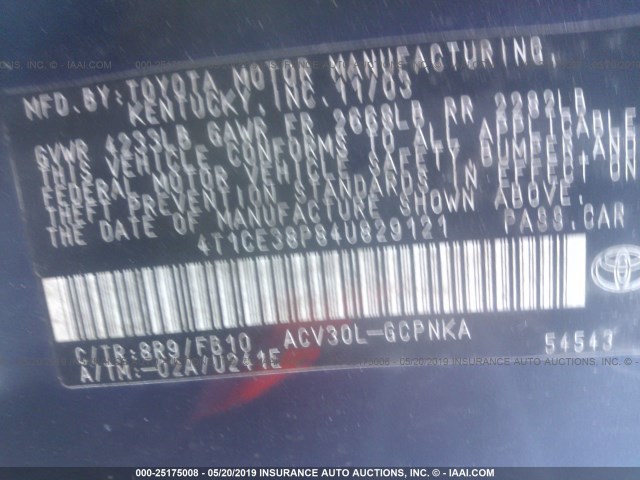 MFD. BY: TOYOTA MOTOR MANUFACTURING,
KENTUCKY, INC. 11/03
GVWR 4233LB GAWR FR 2668LB RR 2282LB
THIS VEHICLE CONFORMS TO ALL APPLICABLE
FEDERAL MOTOR VEHICLE SAFETY, BUMPER, AND
THEFT PREVENTION STANDARDS IN EFFECT ON
THE DATE OF MANUFACTURE SHOWN ABOVE.
4T1CE38P84U829121 PASS.CAR
C/TR:8R9/FB10 ACV30L-GCPNKA 54543
A/TM:-02A/U241E
000-25175008 - 05/20/2019 INSURANCE AUTO AUCTIONS, INC. - IAAI.COM